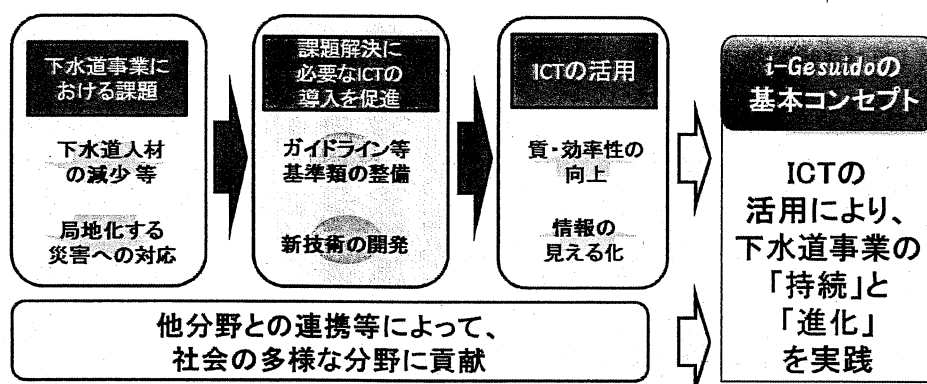 下水道事業に
おける課題
下水道人材
の減少 等
局地化する
災害への対応
課題解決に
必要なICTの
導入を促進
ガイドライン等
基準類の整備
新技術の開発
ICTの活用
質・効率性の
向上
情報の
見える化
他分野との連携等によって、
社会の多様な分野に貢献
i-Gesuidoの
基本コンセプト
ICTの
活用により、
下水道事業の
「持続」と
「進化」
を実践